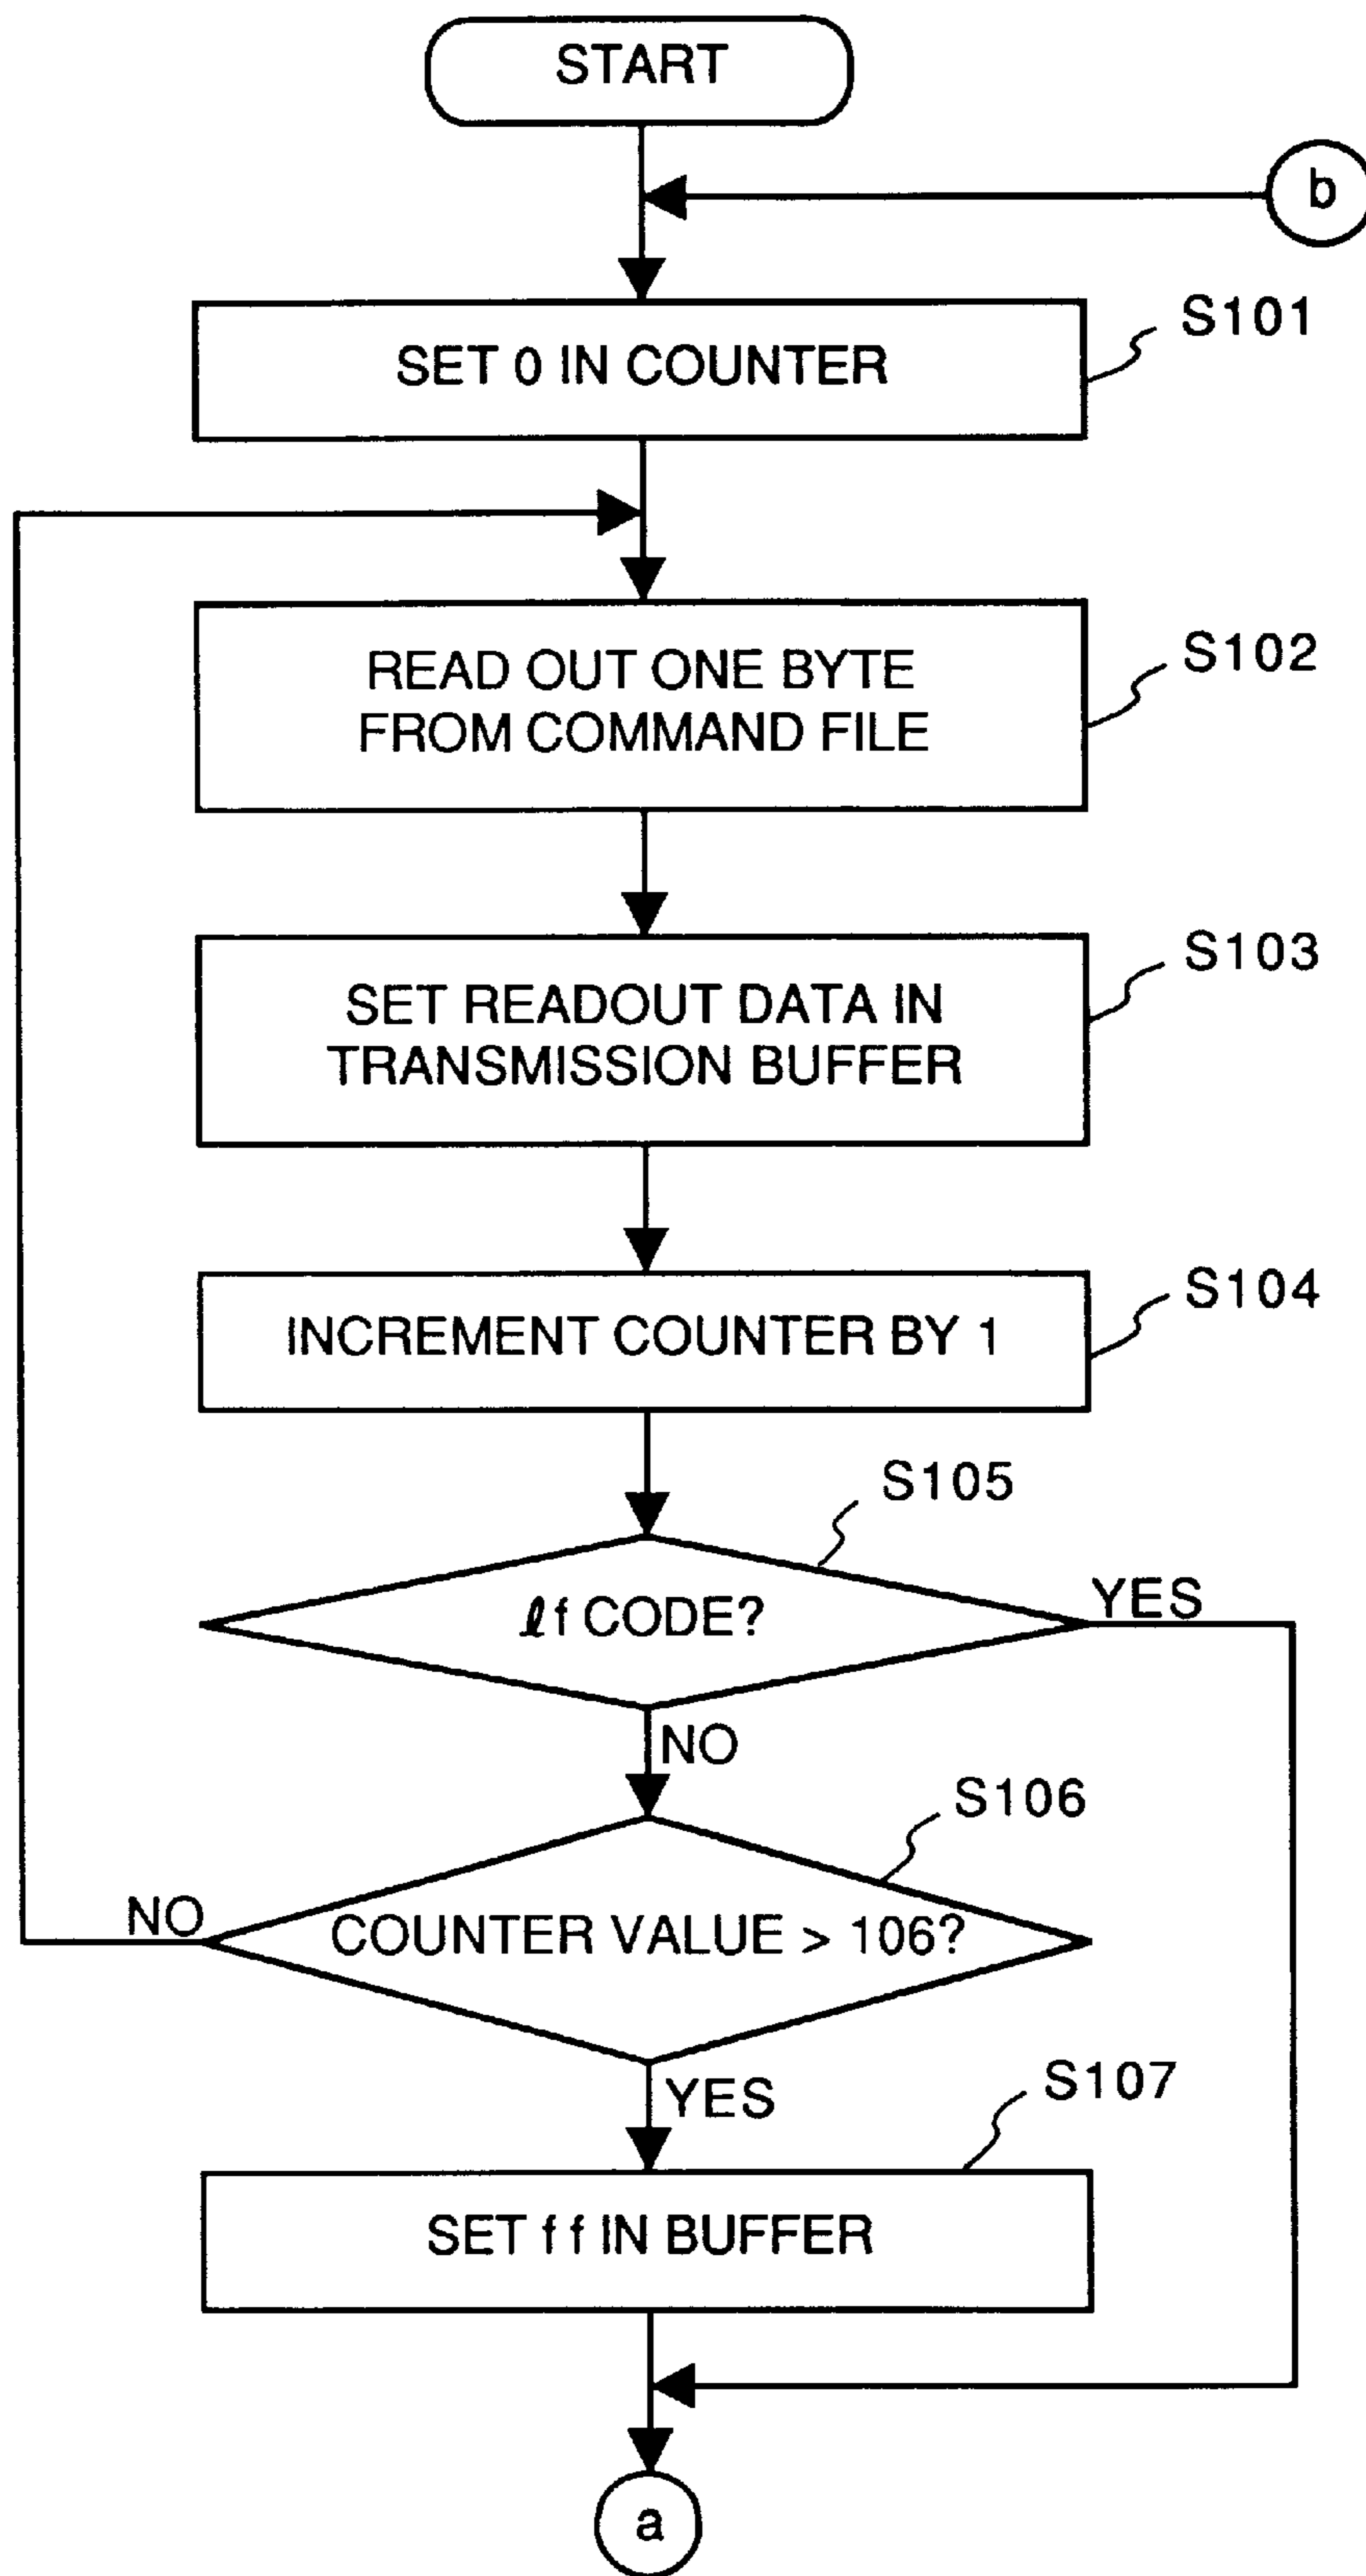 START
b
S101
SET 0 IN COUNTER
S102
READ OUT ONE BYTE
FROM COMMAND FILE
S103
SET READOUT DATA IN
TRANSMISSION BUFFER
S104
INCREMENT COUNTER BY 1
S105
ℓf CODE?
YES
NO
S106
COUNTER VALUE > 106?
NO
YES
S107
SET f f IN BUFFER
a